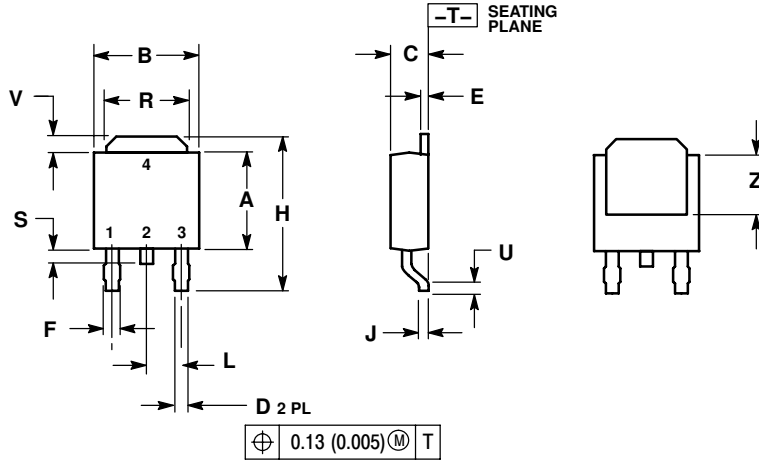 –T– SEATING
PLANE
B
C
V
R
E
4
Z
A
H
S
1 2 3
U
F
J
L
D 2 PL
⌖ 0.13 (0.005) Ⓜ T